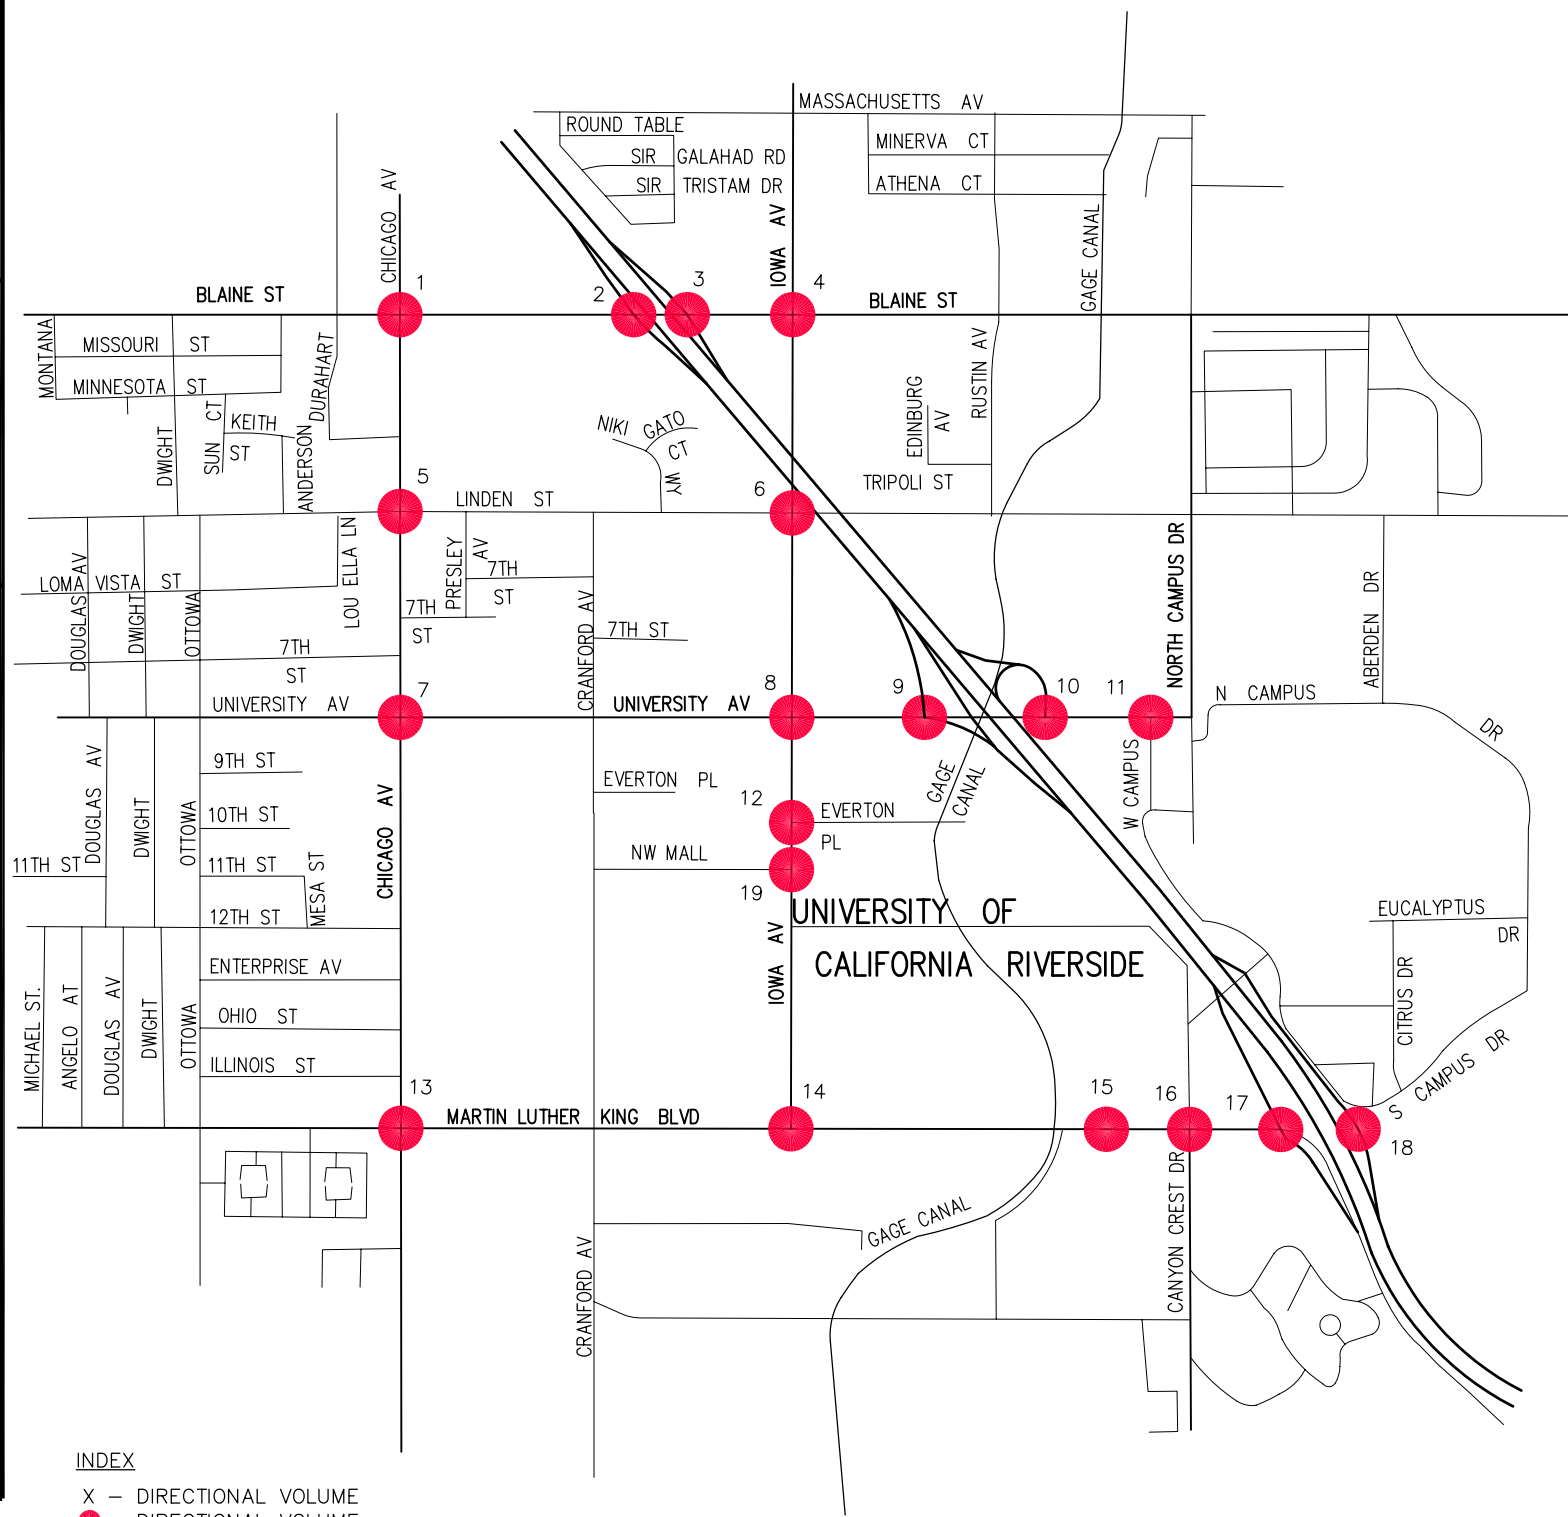 MASSACHUSETTS AV
ROUND TABLE
SIR GALAHAD RD
SIR TRISTAM DR
MINERVA CT
ATHENA CT
CHICAGO AV
IOWA AV
GAGE CANAL
BLAINE ST
1
2
3
4
BLAINE ST
MONTANA
MISSOURI ST
MINNESOTA ST
DURAHART
SUN CT
KEITH ST
DWIGHT
ANDERSON
NIKI GATO
CT
WY
EDINBURG AV
RUSTIN AV
TRIPOLI ST
5
LINDEN ST
6
LOU ELLA LN
PRESLEY AV
7TH ST
7TH ST
CRANFORD AV
7TH ST
LOMA VISTA ST
DOUGLAS AV
DWIGHT
OTTOWA
7TH ST
NORTH CAMPUS DR
ABERDEN DR
UNIVERSITY AV
7
UNIVERSITY AV
8
9
10
11
N CAMPUS DR
DOUGLAS AV
DWIGHT
OTTOWA
9TH ST
10TH ST
11TH ST
11TH ST
12TH ST
MESA ST
CHICAGO AV
EVERTON PL
12
EVERTON PL
NW MALL
19
GAGE CANAL
W CAMPUS
UNIVERSITY OF
CALIFORNIA RIVERSIDE
IOWA AV
EUCALYPTUS DR
CITRUS DR
S CAMPUS DR
MICHAEL ST.
ANGELO AT
DOUGLAS AV
DWIGHT
OTTOWA
ENTERPRISE AV
OHIO ST
ILLINOIS ST
13
MARTIN LUTHER KING BLVD
14
15
16
17
18
CANYON CREST DR
GAGE CANAL
CRANFORD AV
INDEX
X – DIRECTIONAL VOLUME
DIRECTIONAL VOLUME